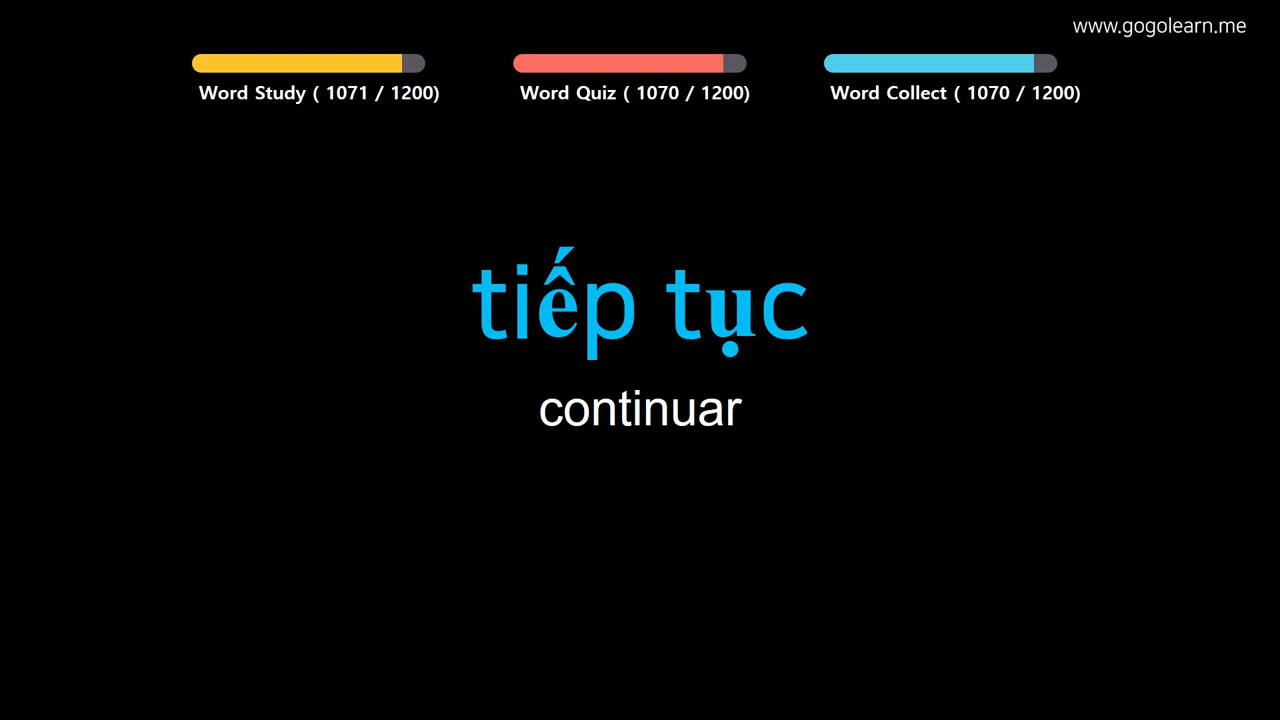 www.gogolearn.me
Word Study ( 1071 / 1200)
Word Quiz ( 1070 / 1200)
Word Collect ( 1070 / 1200)
tiếp tục
continuar